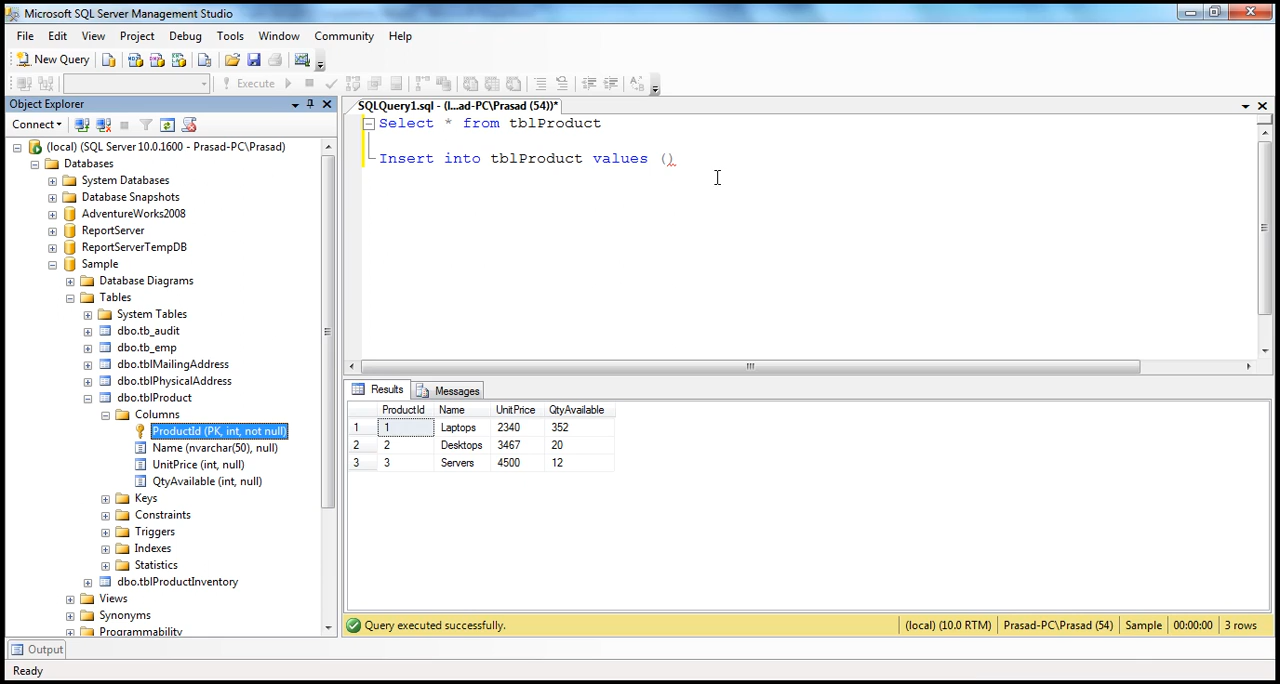 Microsoft SQL Server Management Studio
File Edit View Project Debug Tools Window Community Help
New Query
Execute
Object Explorer
Connect
(local) (SQL Server 10.0.1600 - Prasad-PC\Prasad)
Databases
System Databases
Database Snapshots
AdventureWorks2008
ReportServer
ReportServerTempDB
Sample
Database Diagrams
Tables
System Tables
dbo.tb_audit
dbo.tb_emp
dbo.tblMailingAddress
dbo.tblPhysicalAddress
dbo.tblProduct
Columns
ProductId (PK, int, not null)
Name (nvarchar(50), null)
UnitPrice (int, null)
QtyAvailable (int, null)
Keys
Constraints
Triggers
Indexes
Statistics
dbo.tblProductInventory
Views
Synonyms
Programmability
SQLQuery1.sql - (l...ad-PC\Prasad (54))*
Select * from tblProduct
Insert into tblProduct values ()
Results Messages
ProductId Name UnitPrice QtyAvailable
1 1 Laptops 2340 352
2 2 Desktops 3467 20
3 3 Servers 4500 12
Query executed successfully. (local) (10.0 RTM) Prasad-PC\Prasad (54) Sample 00:00:00 3 rows
Output
Ready